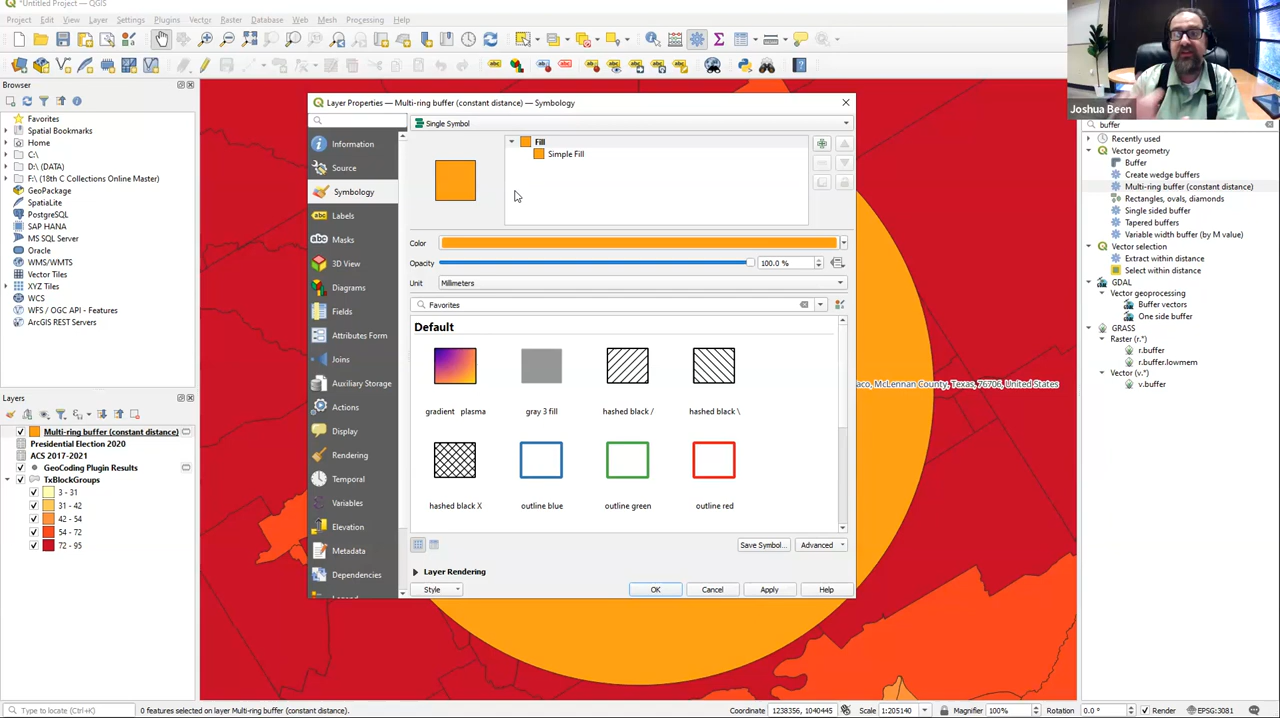 *Untitled Project — QGIS
Project Edit View Layer Settings Plugins Vector Raster Database Web Mesh Processing Help
Joshua Been
Browser
Favorites
Spatial Bookmarks
Home
C:\
D:\ (DATA)
F:\ (18th C Collections Online Master)
GeoPackage
SpatiaLite
PostgreSQL
SAP HANA
MS SQL Server
Oracle
WMS/WMTS
Vector Tiles
XYZ Tiles
WCS
WFS / OGC API - Features
ArcGIS REST Servers
Layers
Multi-ring buffer (constant distance)
Presidential Election 2020
ACS 2017-2021
GeoCoding Plugin Results
TxBlockGroups
3 - 31
31 - 42
42 - 54
54 - 72
72 - 95
Layer Properties — Multi-ring buffer (constant distance) — Symbology
Information
Source
Symbology
Labels
Masks
3D View
Diagrams
Fields
Attributes Form
Joins
Auxiliary Storage
Actions
Display
Rendering
Temporal
Variables
Elevation
Metadata
Dependencies
Single Symbol
Fill
Simple Fill
Color
Opacity 100.0 %
Unit Millimeters
Favorites
Default
gradient plasma gray 3 fill hashed black / hashed black \
hashed black X outline blue outline green outline red
Save Symbol... Advanced
Layer Rendering
Style OK Cancel Apply Help
aco, McLennan County, Texas, 76706, United States
buffer
Recently used
Vector geometry
Buffer
Create wedge buffers
Multi-ring buffer (constant distance)
Rectangles, ovals, diamonds
Single sided buffer
Tapered buffers
Variable width buffer (by M value)
Vector selection
Extract within distance
Select within distance
GDAL
Vector geoprocessing
Buffer vectors
One side buffer
GRASS
Raster (r.*)
r.buffer
r.buffer.lowmem
Vector (v.*)
v.buffer
Type to locate (Ctrl+K) 0 features selected on layer Multi-ring buffer (constant distance). Coordinate 1238356, 1040445 Scale 1:205140 Magnifier 100% Rotation 0.0 ° Render EPSG:3081